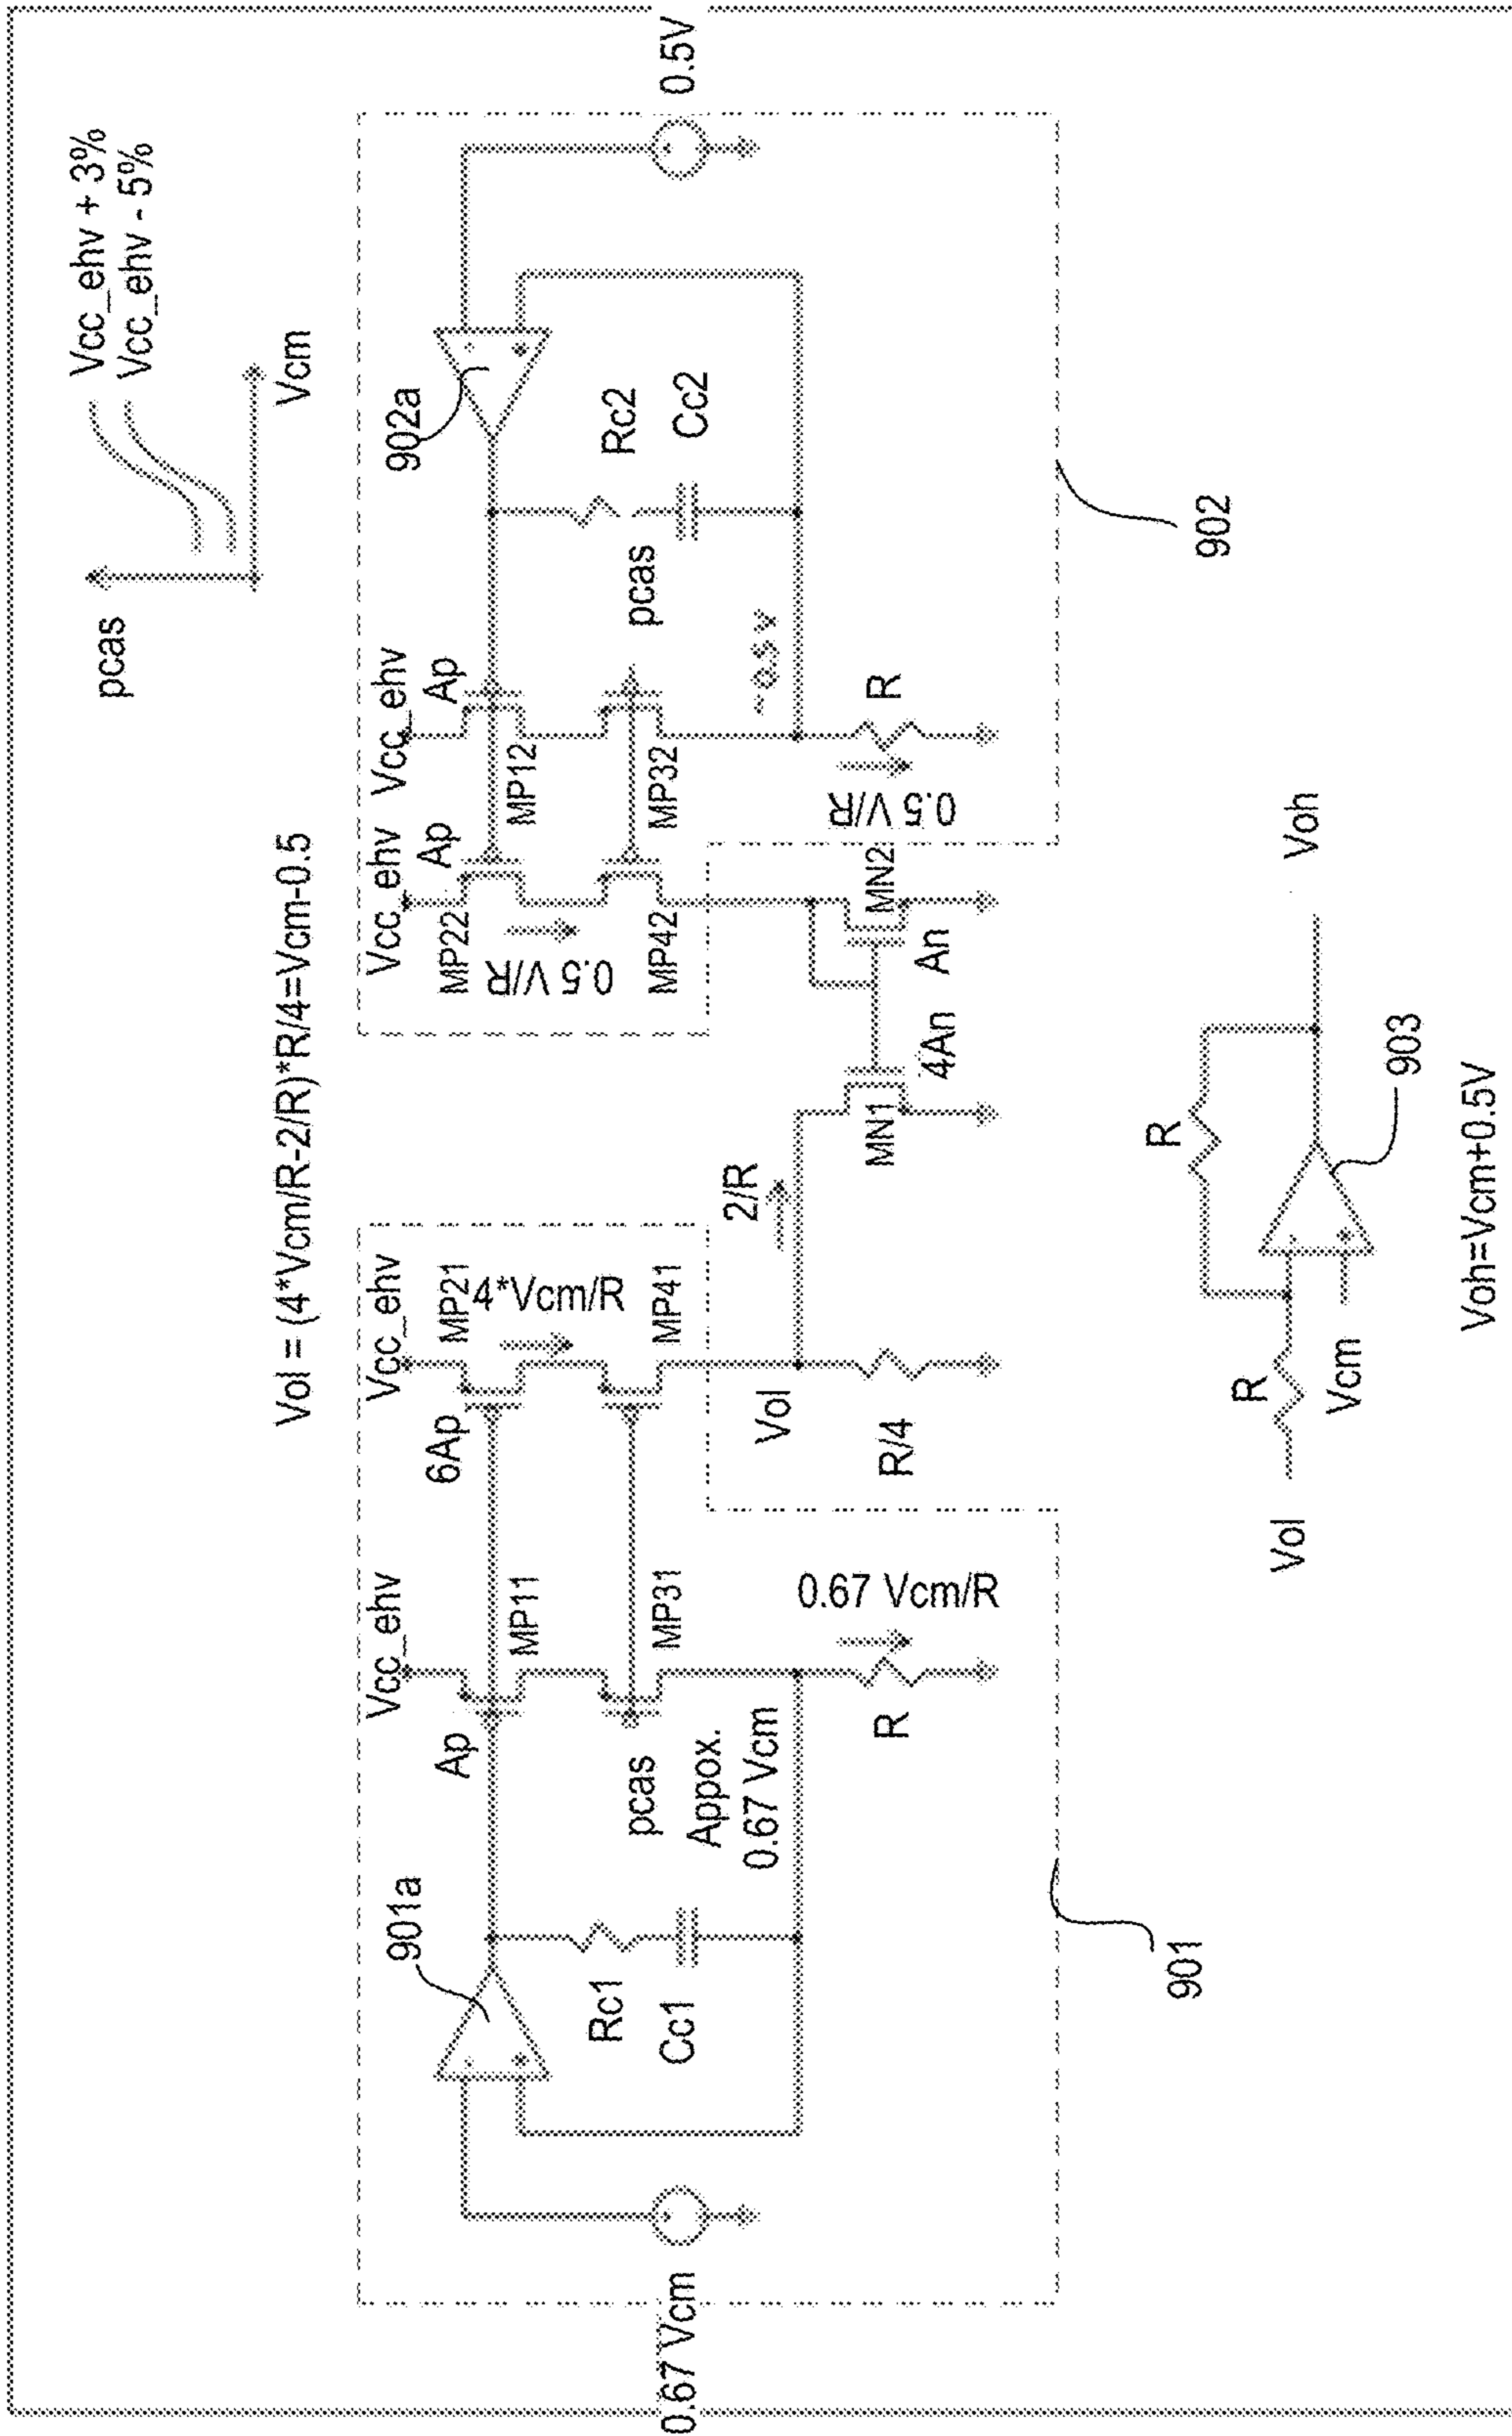 pcas
Vcc_ehv + 3%
Vcc_ehv - 5%
Vcm
Vol = (4*Vcm/R-2/R)*R/4=Vcm-0.5
901a
Vcc_ehv
Ap
MP11
Vcc_ehv
6Ap
MP21
4*Vcm/R
Rc1
Cc1
pcas
MP31
MP41
Appox.
0.67 Vcm
0.67 Vcm
R
0.67 Vcm/R
Vol
R/4
2/R
901
Vcc_ehv
Ap
MP22
0.5 V/R
MP42
Vcc_ehv
Ap
MP12
MP32
902a
Rc2
Cc2
pcas
~0.5 V
0.5V
R
0.5 V/R
MN1
4An
MN2
An
902
Vol
R
R
Vcm
903
Voh
Voh=Vcm+0.5V